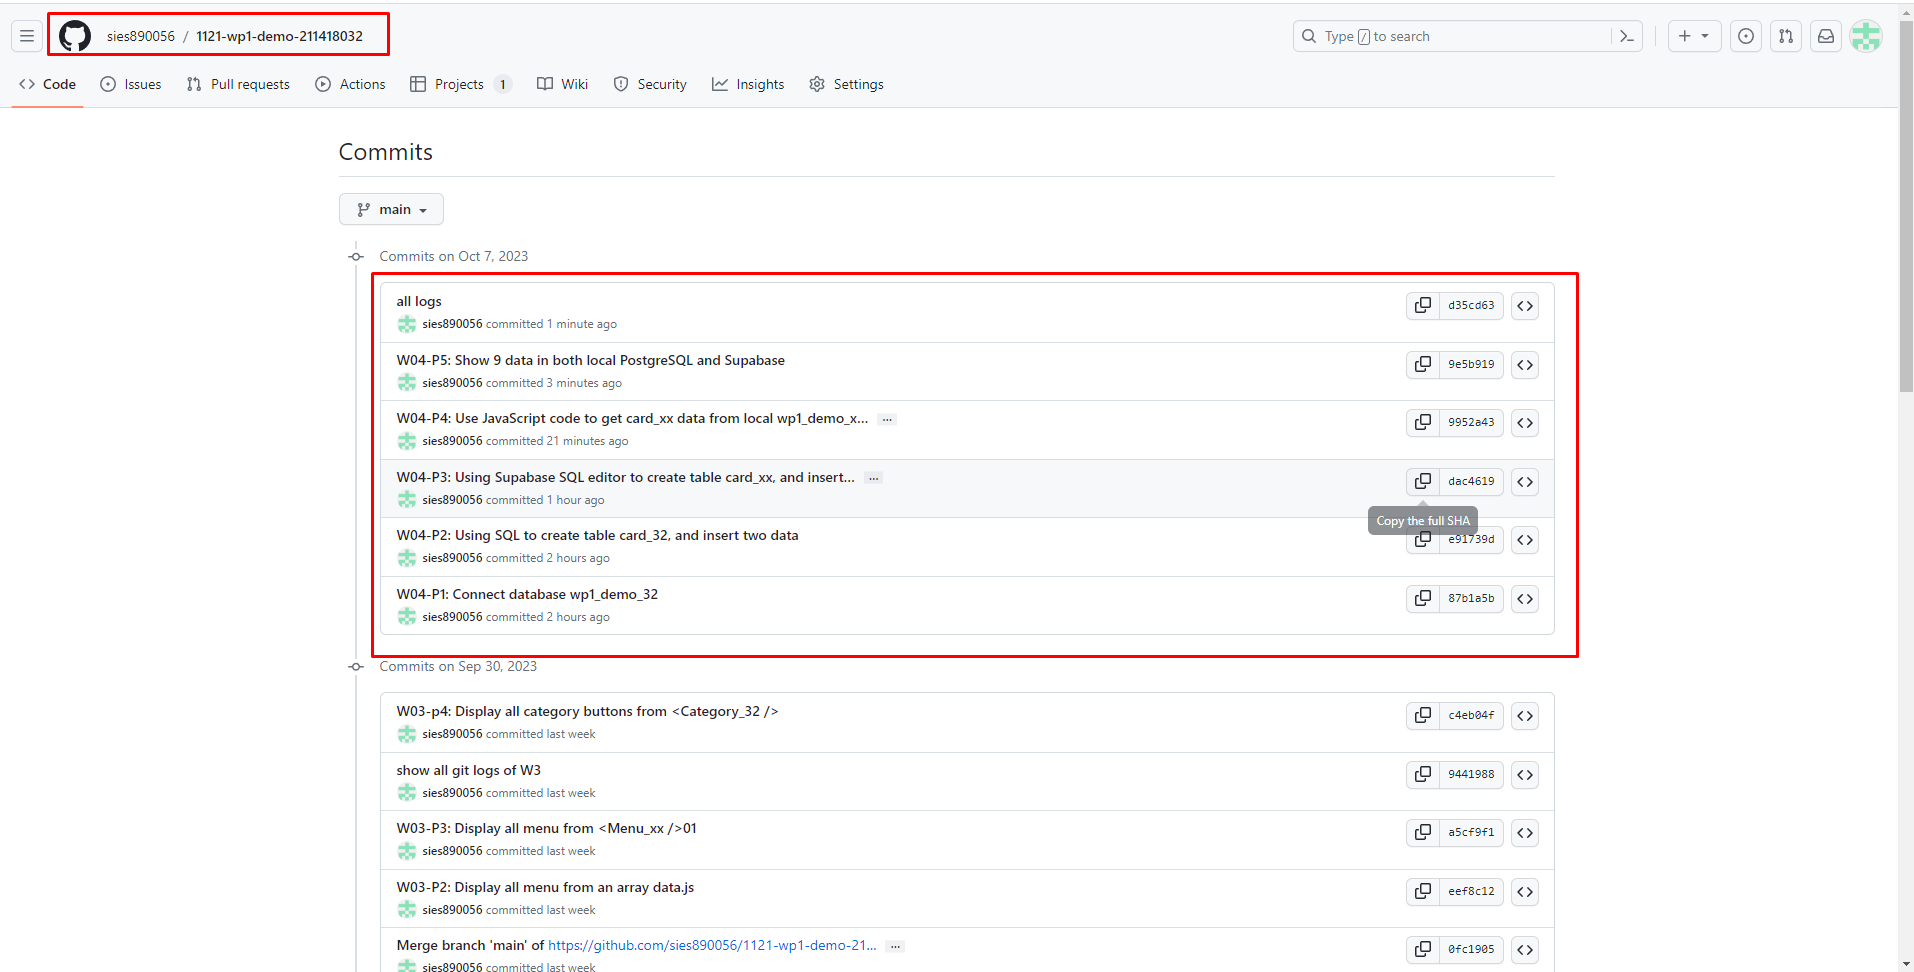 sies890056 / 1121-wp1-demo-211418032
Type / to search
Code
Issues
Pull requests
Actions
Projects 1
Wiki
Security
Insights
Settings
Commits
main
Commits on Oct 7, 2023
all logs
d35cd63
sies890056 committed 1 minute ago
W04-P5: Show 9 data in both local PostgreSQL and Supabase
9e5b919
sies890056 committed 3 minutes ago
W04-P4: Use JavaScript code to get card_xx data from local wp1_demo_x... ...
9952a43
sies890056 committed 21 minutes ago
W04-P3: Using Supabase SQL editor to create table card_xx, and insert... ...
dac4619
sies890056 committed 1 hour ago
Copy the full SHA
W04-P2: Using SQL to create table card_32, and insert two data
e91739d
sies890056 committed 2 hours ago
W04-P1: Connect database wp1_demo_32
87b1a5b
sies890056 committed 2 hours ago
Commits on Sep 30, 2023
W03-p4: Display all category buttons from <Category_32 />
c4eb04f
sies890056 committed last week
show all git logs of W3
9441988
sies890056 committed last week
W03-P3: Display all menu from <Menu_xx />01
a5cf9f1
sies890056 committed last week
W03-P2: Display all menu from an array data.js
eef8c12
sies890056 committed last week
Merge branch 'main' of https://github.com/sies890056/1121-wp1-demo-21... ...
0fc1905
sies890056 committed last week